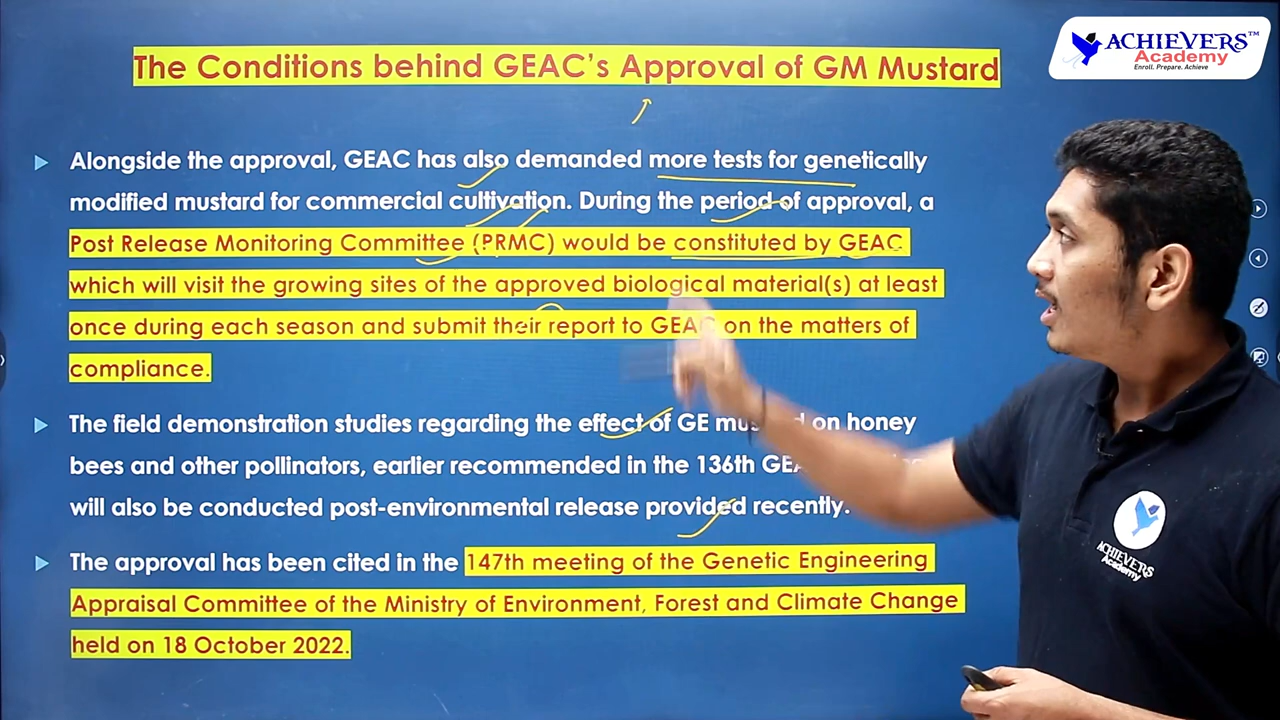 The Conditions behind GEAC's Approval of GM Mustard
ACHIEVERS™
Academy
Enroll. Prepare. Achieve
Alongside the approval, GEAC has also demanded more tests for genetically
modified mustard for commercial cultivation. During the period of approval, a
Post Release Monitoring Committee (PRMC) would be constituted by GEAC
which will visit the growing sites of the approved biological material(s) at least
once during each season and submit their report to GEAC on the matters of
compliance.
The field demonstration studies regarding the effect of GE on honey
bees and other pollinators, earlier recommended in the 136th
will also be conducted post-environmental release provided recently.
The approval has been cited in the 147th meeting of the Genetic Engineering
Appraisal Committee of the Ministry of Environment, Forest and Climate Change
held on 18 October 2022.
ACHIEVERS
Academy